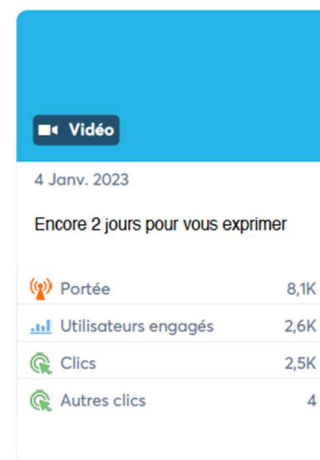 Vidéo
4 Janv. 2023
Encore 2 jours pour vous exprimer
Portée 8,1K
Utilisateurs engagés 2,6K
Clics 2,5K
Autres clics 4